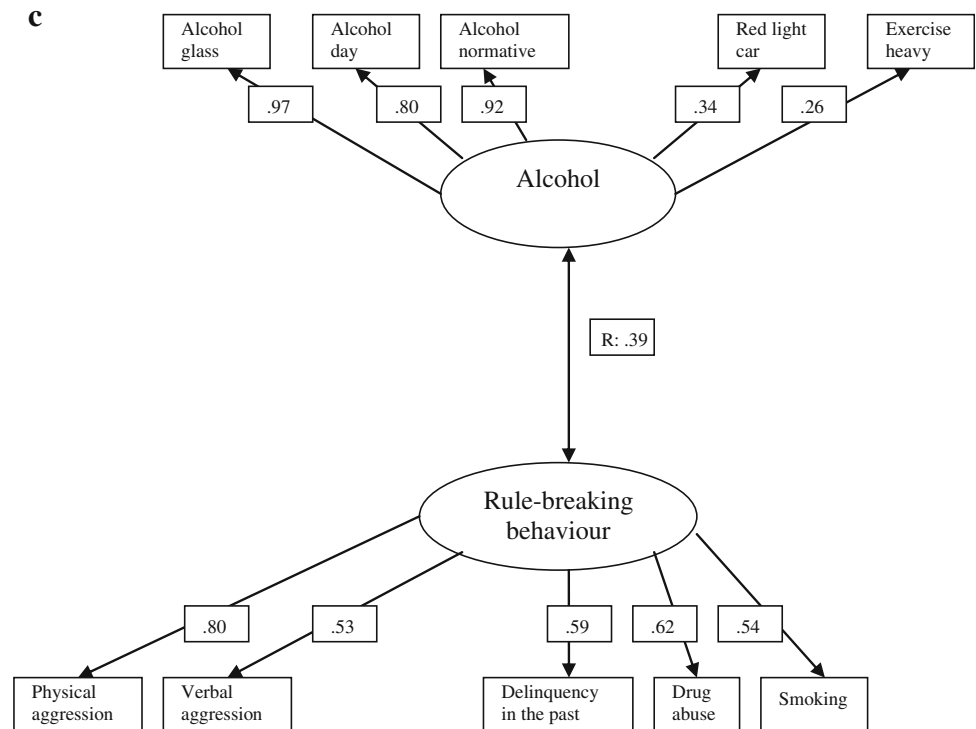 c
Alcohol
glass
Alcohol
day
Alcohol
normative
Red light
car
Exercise
heavy
.97
.80
.92
.34
.26
Alcohol
R: .39
Rule-breaking
behaviour
.80
.53
.59
.62
.54
Physical
aggression
Verbal
aggression
Delinquency
in the past
Drug
abuse
Smoking